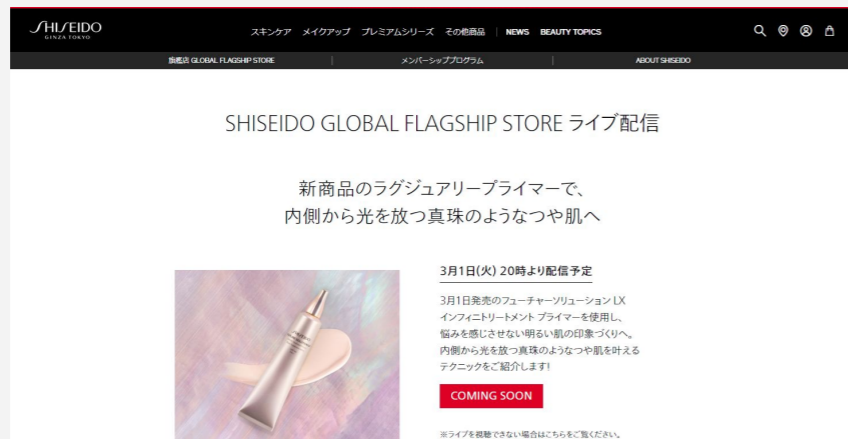 SHISEIDO
GINZA TOKYO
スキンケア メイクアップ プレミアムシリーズ その他商品 | NEWS BEAUTY TOPICS
旗艦店 GLOBAL FLAGSHIP STORE | メンバーシッププログラム | ABOUT SHISEIDO
SHISEIDO GLOBAL FLAGSHIP STORE ライブ配信
新商品のラグジュアリープライマーで、
内側から光を放つ真珠のようなつや肌へ
3月1日(火) 20時より配信予定
3月1日発売のフューチャーソリューション LX
インフィニトリートメント プライマーを使用し、
悩みを感じさせない明るい肌の印象づくりへ。
内側から光を放つ真珠のようなつや肌を叶える
テクニックをご紹介します!
COMING SOON
※ライブを視聴できない場合はこちらをご覧ください。